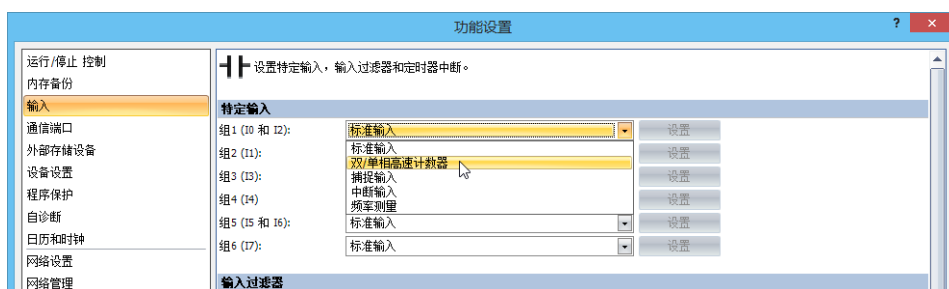 功能设置
?
×
运行/停止 控制
内存备份
输入
通信端口
外部存储设备
设备设置
程序保护
自诊断
日历和时钟
网络设置
网络管理
设置特定输入，输入过滤器和定时器中断。
特定输入
组1 (I0 和 I2): 标准输入 设置
组2 (I1): 标准输入 设置
双/单相高速计数器
组3 (I3): 捕捉输入 设置
中断输入
组4 (I4) 频率测量 设置
组5 (I5 和 I6): 标准输入 设置
组6 (I7): 标准输入 设置
输入过滤器